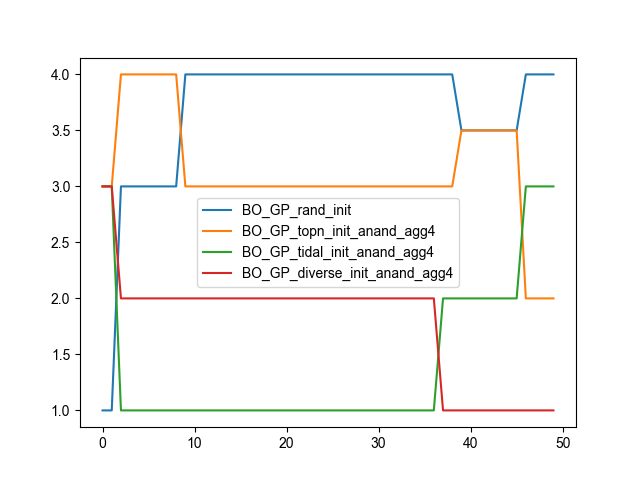 4.0
3.5
3.0
2.5
2.0
1.5
1.0
BO_GP_rand_init
BO_GP_topn_init_anand_agg4
BO_GP_tidal_init_anand_agg4
BO_GP_diverse_init_anand_agg4
0 10 20 30 40 50